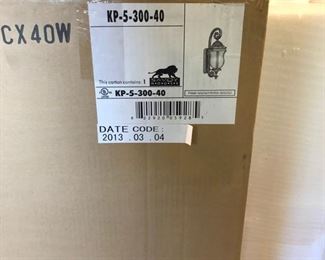 CX40W
KP-5-300-40
This carton contains: 1
KP-5-300-40
DATE CODE:
2013 . 03 . 04